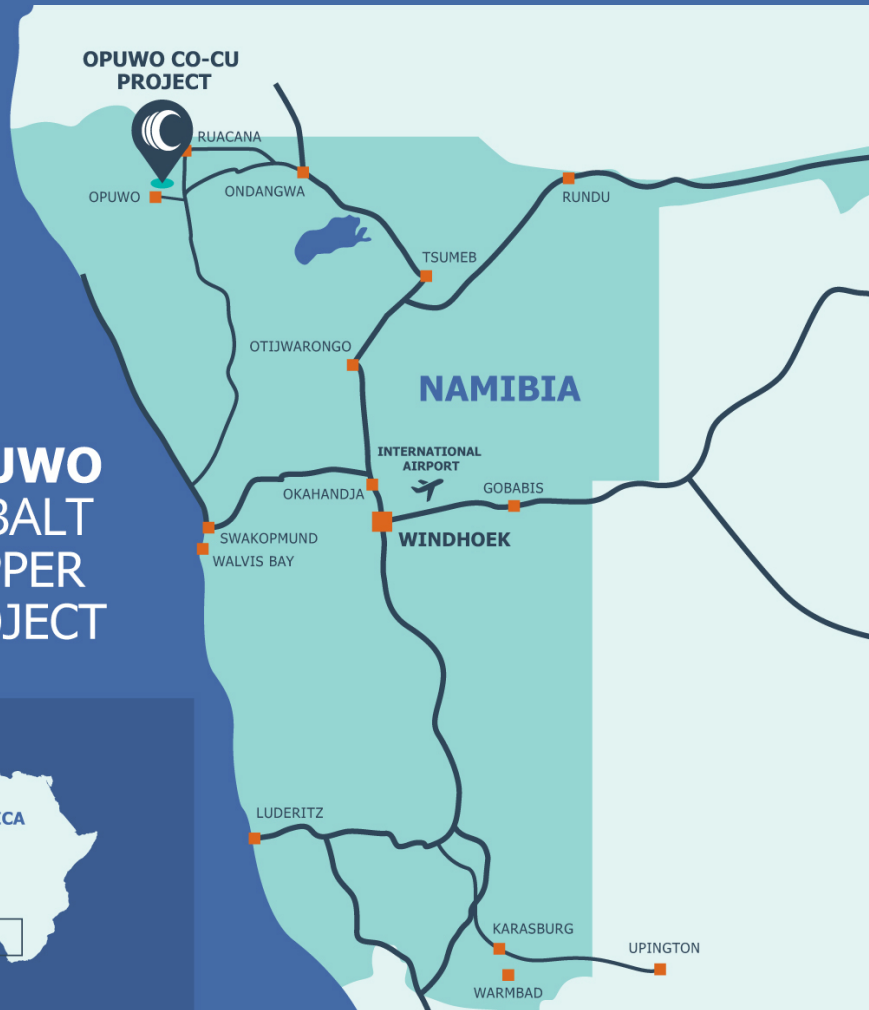 OPUWO CO-CU
PROJECT
RUACANA
OPUWO
ONDANGWA
RUNDU
TSUMEB
OTIJWARONGO
NAMIBIA
INTERNATIONAL
AIRPORT
OKAHANDJA
GOBABIS
WINDHOEK
SWAKOPMUND
WALVIS BAY
UWO
BALT
PPER
OJECT
LUDERITZ
ICA
KARASBURG
UPINGTON
WARMBAD